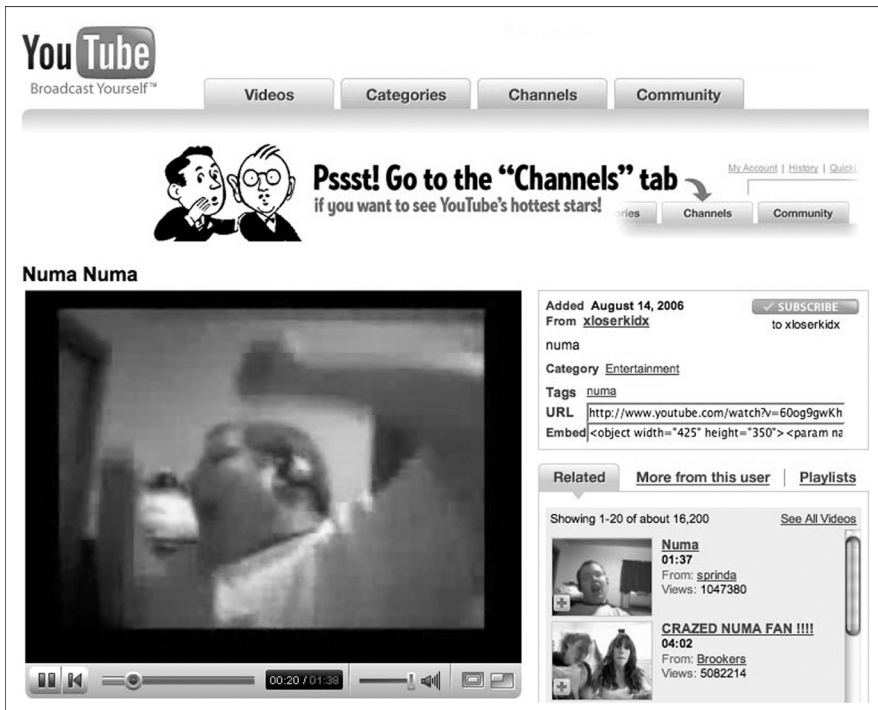 YouTube
Broadcast Yourself™
Videos
Categories
Channels
Community
Pssst! Go to the “Channels” tab
if you want to see YouTube's hottest stars!
My Account | History |
Channels
Community
Numa Numa
Added August 14, 2006
From xloserkidx
SUBSCRIBE
to xloserkidx
numa
Category Entertainment
Tags numa
URL http://www.youtube.com/watch?v=60og9gwKh
Embed <object width="425" height="350"><param na
Related
More from this user
Playlists
Showing 1-20 of about 16,200
See All Videos
Numa
01:37
From: sprinda
Views: 1047380
CRAZED NUMA FAN !!!!
04:02
From: Brookers
Views: 5082214
00:20 / 01:38